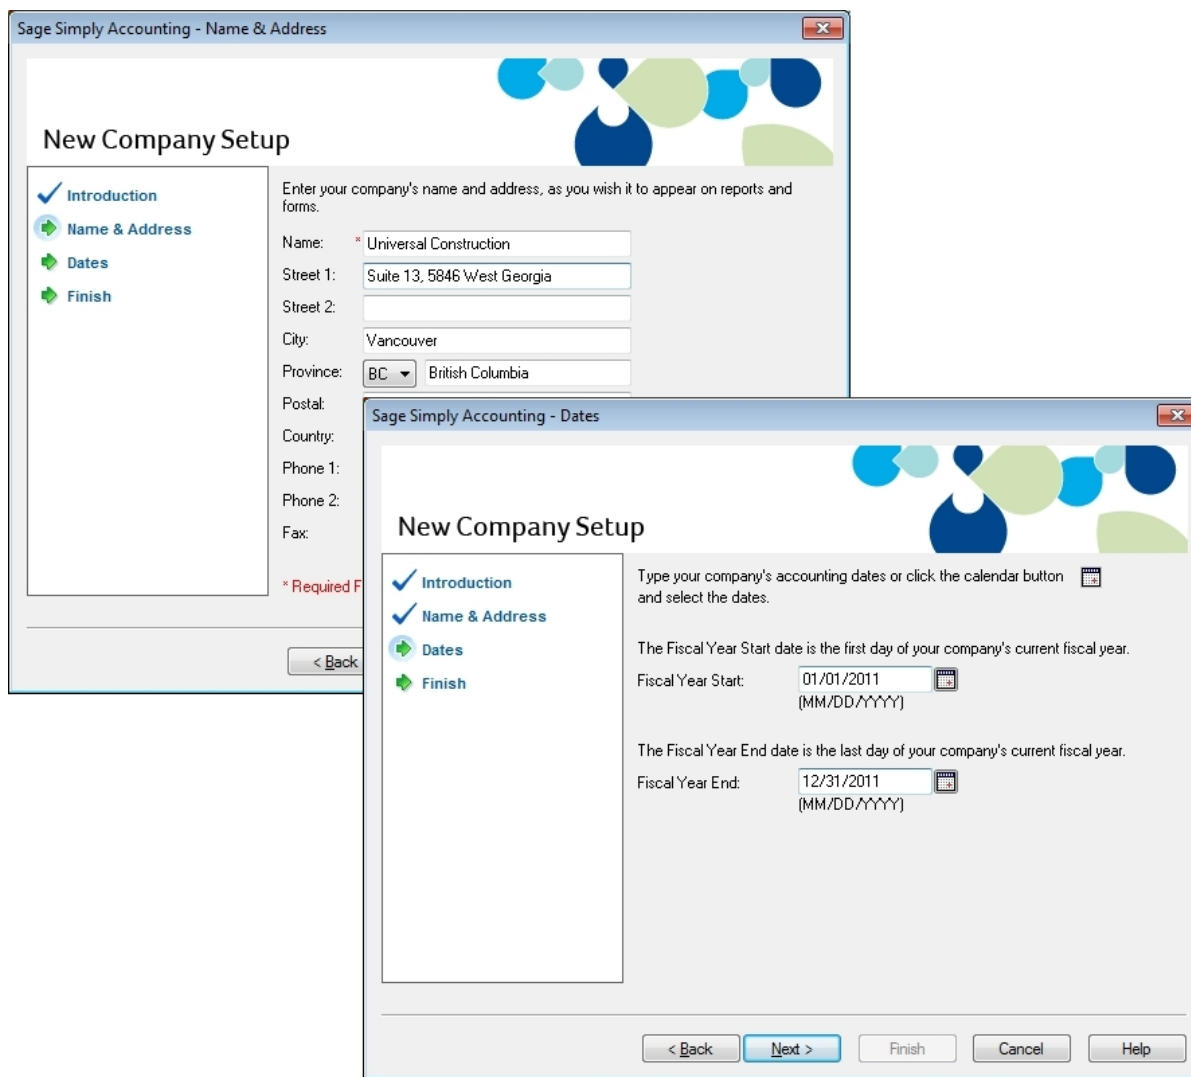 Sage Simply Accounting - Name & Address
New Company Setup
Introduction
Name & Address
Dates
Finish
Enter your company's name and address, as you wish it to appear on reports and
forms.
Name: * Universal Construction
Street 1: Suite 13, 5846 West Georgia
Street 2:
City: Vancouver
Province: BC British Columbia
Postal:
Country:
Phone 1:
Phone 2:
Fax:
* Required F
< Back
Sage Simply Accounting - Dates
New Company Setup
Introduction
Name & Address
Dates
Finish
Type your company's accounting dates or click the calendar button
and select the dates.
The Fiscal Year Start date is the first day of your company's current fiscal year.
Fiscal Year Start: 01/01/2011
(MM/DD/YYYY)
The Fiscal Year End date is the last day of your company's current fiscal year.
Fiscal Year End: 12/31/2011
(MM/DD/YYYY)
< Back Next > Finish Cancel Help